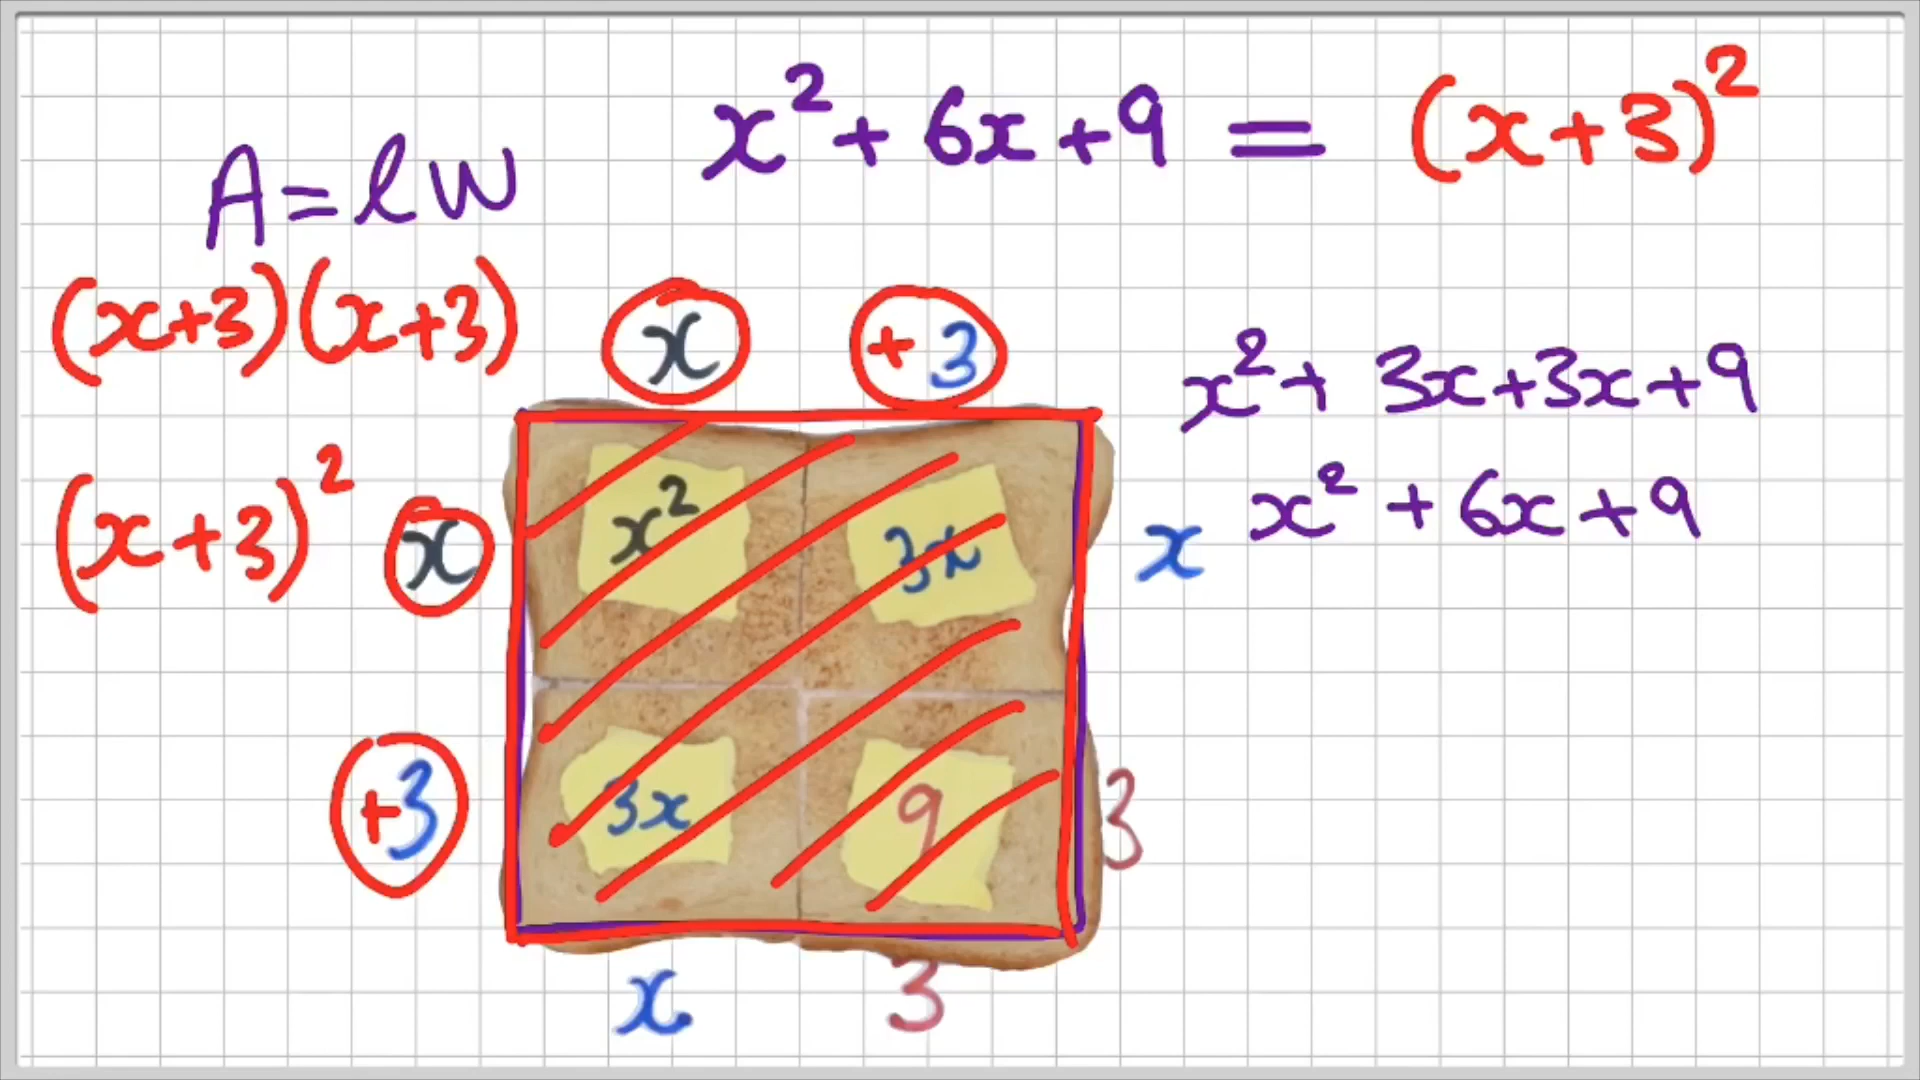 x² + 6x + 9 = (x+3)²
A = lw
(x+3)(x+3)
x + 3
x² + 3x + 3x + 9
(x+3)²
x
x²
3x
x
x² + 6x + 9
+3
3x
9
3
x
3